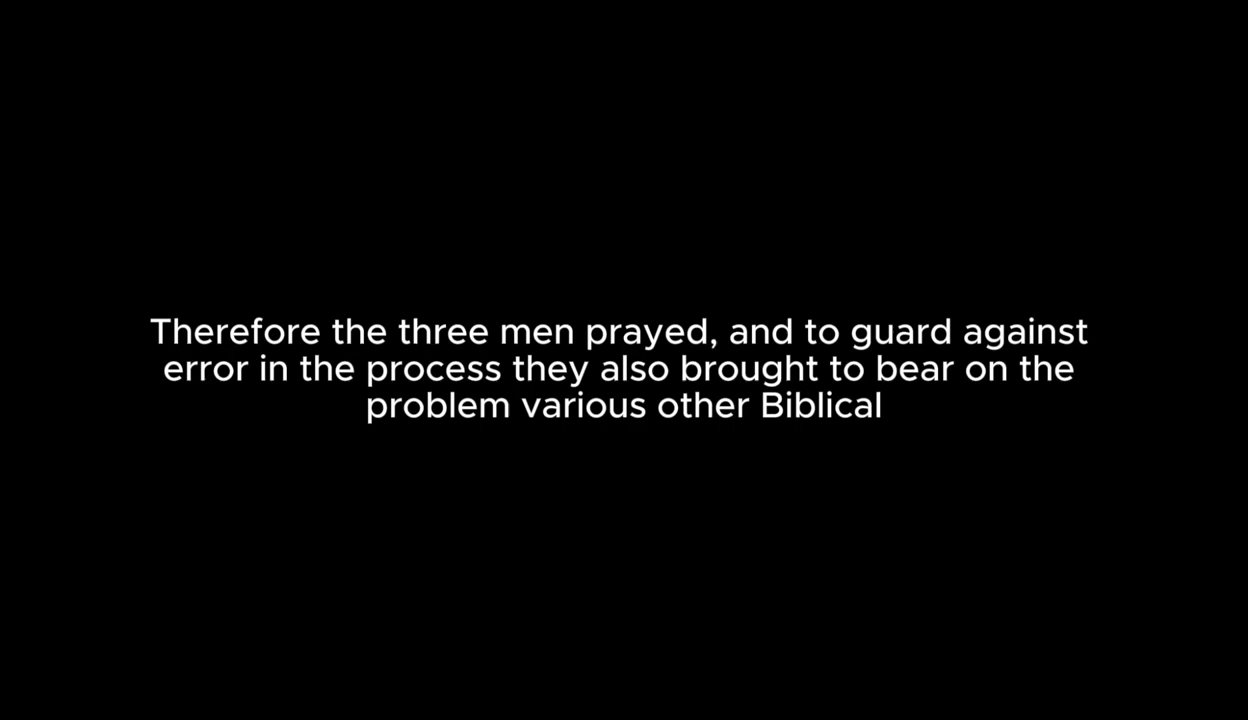 Therefore the three men prayed, and to guard against
error in the process they also brought to bear on the
problem various other Biblical